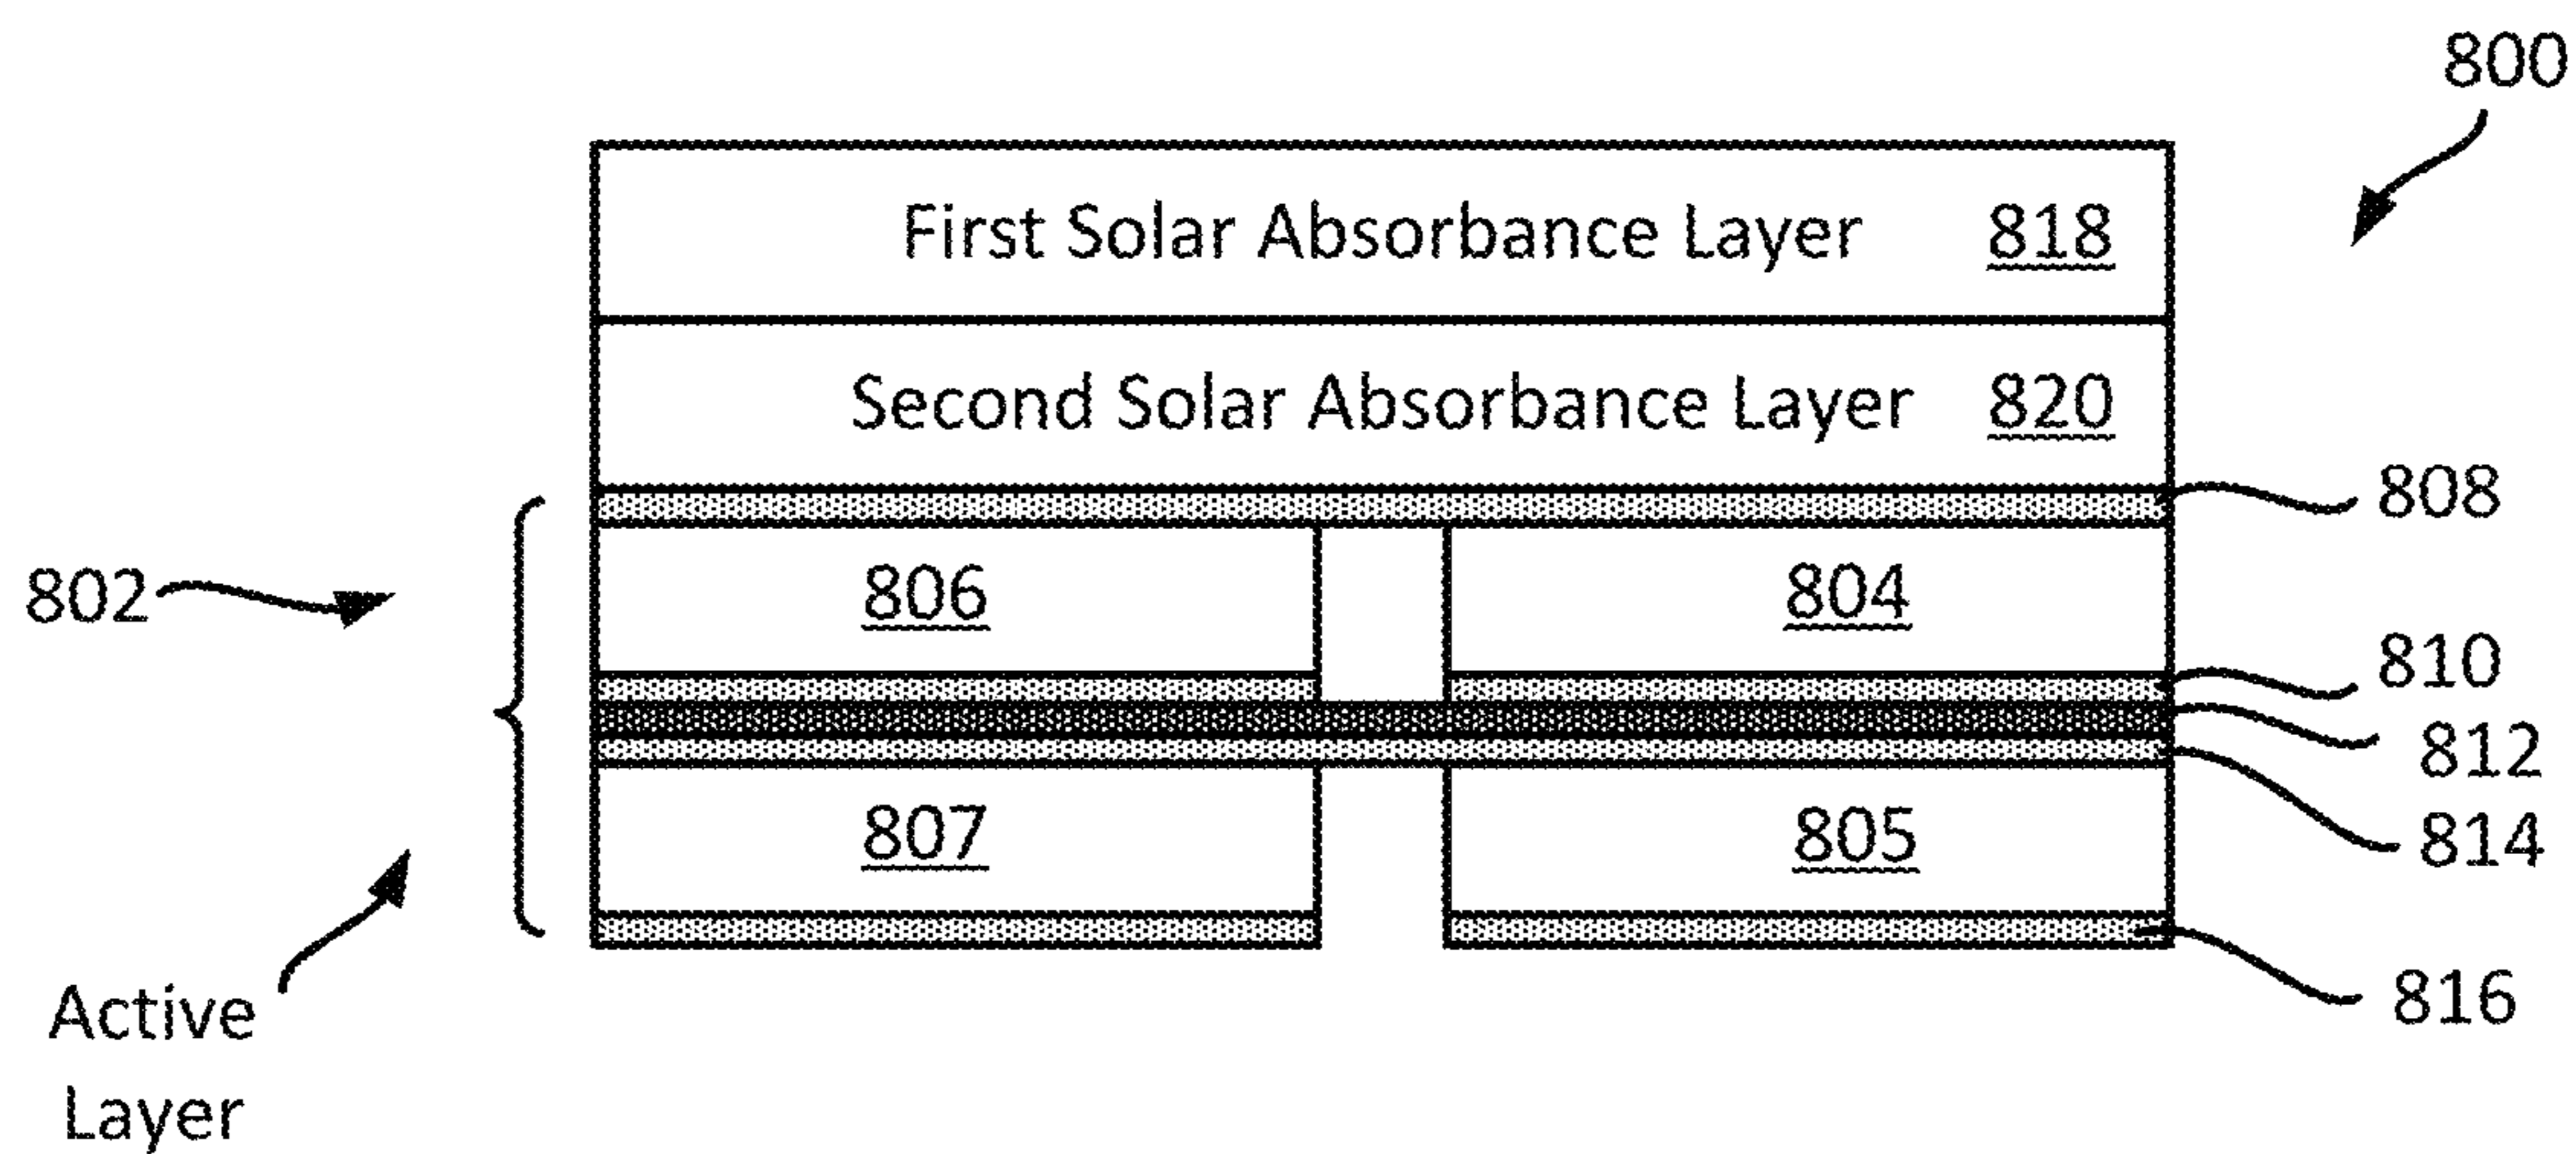 800
First Solar Absorbance Layer 818
Second Solar Absorbance Layer 820
808
802
806
804
810
812
814
807
805
816
Active
Layer